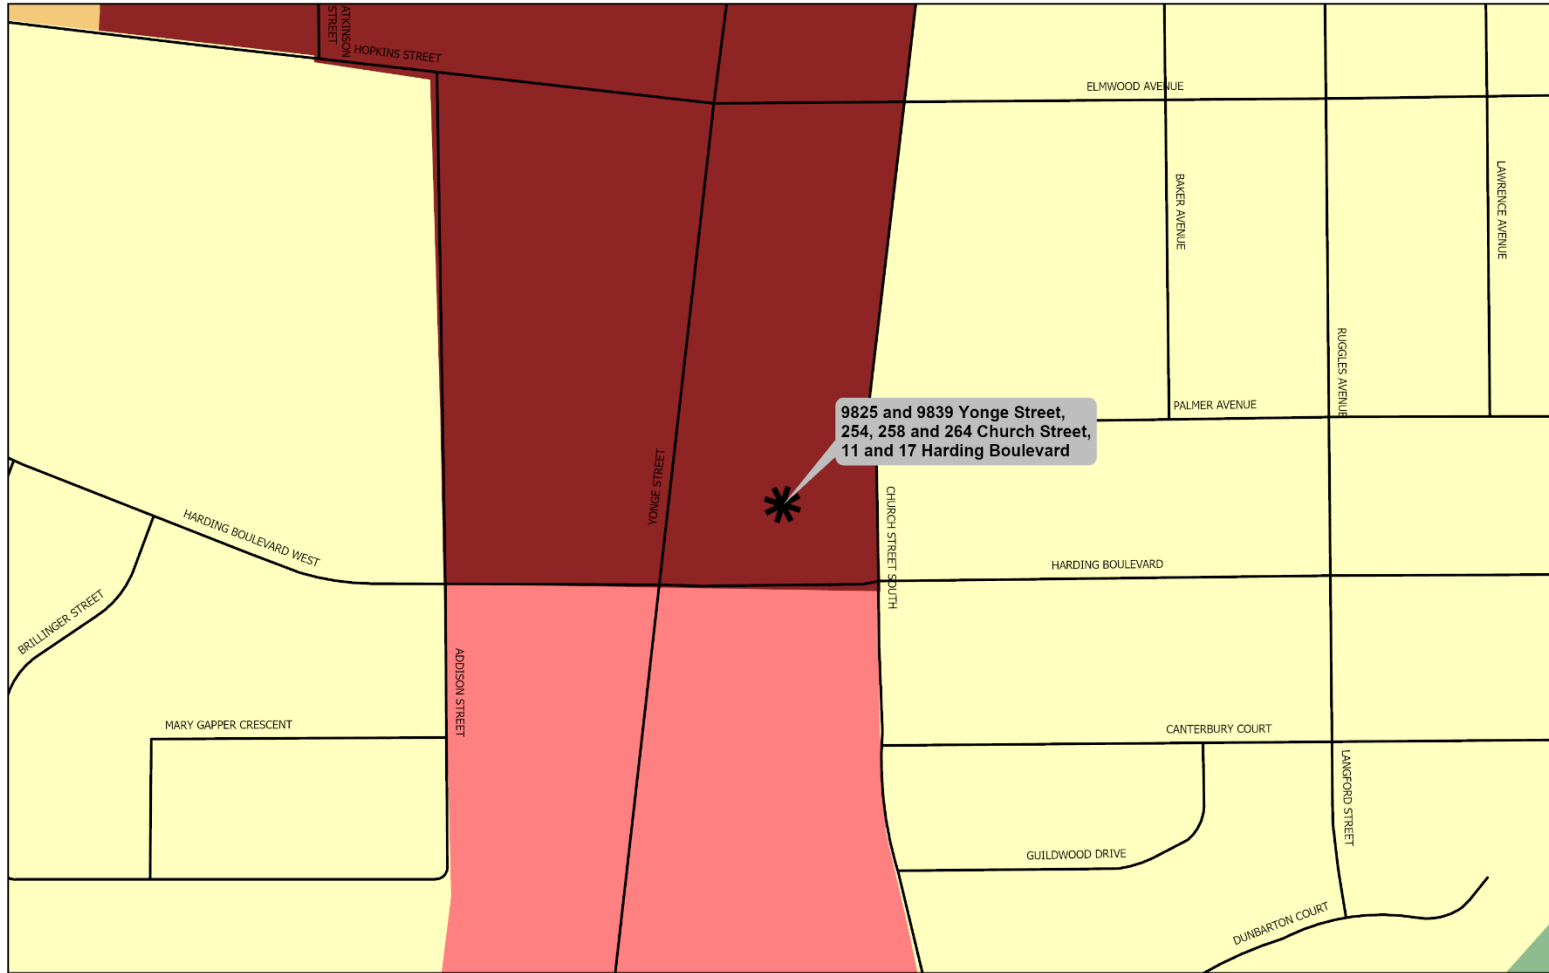 ATKINSON
STREET
HOPKINS STREET
ELMWOOD AVENUE
BAKER AVENUE
LAWRENCE AVENUE
RUGGLES AVENUE
PALMER AVENUE
9825 and 9839 Yonge Street,
254, 258 and 264 Church Street,
11 and 17 Harding Boulevard
YONGE STREET
CHURCH STREET SOUTH
HARDING BOULEVARD WEST
HARDING BOULEVARD
BRILLINGER STREET
ADDISON STREET
MARY GAPPER CRESCENT
CANTERBURY COURT
LANGFORD STREET
GUILDWOOD DRIVE
DUNBARTON COURT